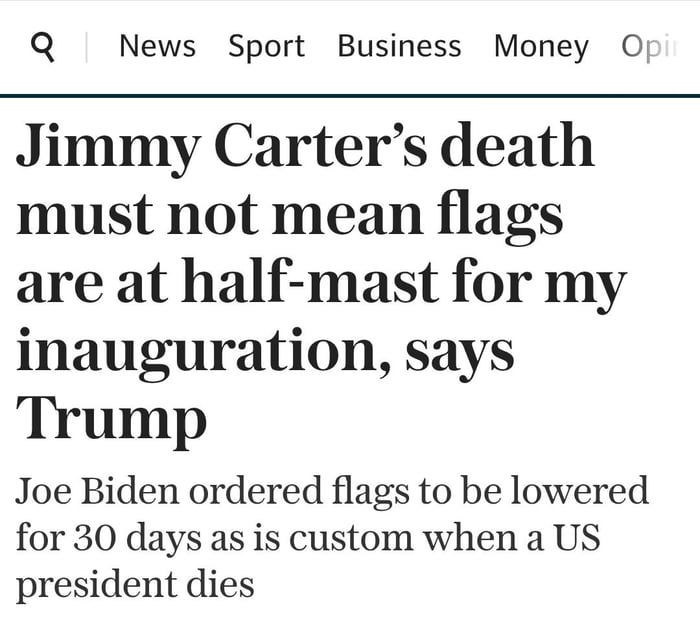 News Sport Business Money Opi
Jimmy Carter’s death
must not mean flags
are at half-mast for my
inauguration, says
Trump
Joe Biden ordered flags to be lowered
for 30 days as is custom when a US
president dies